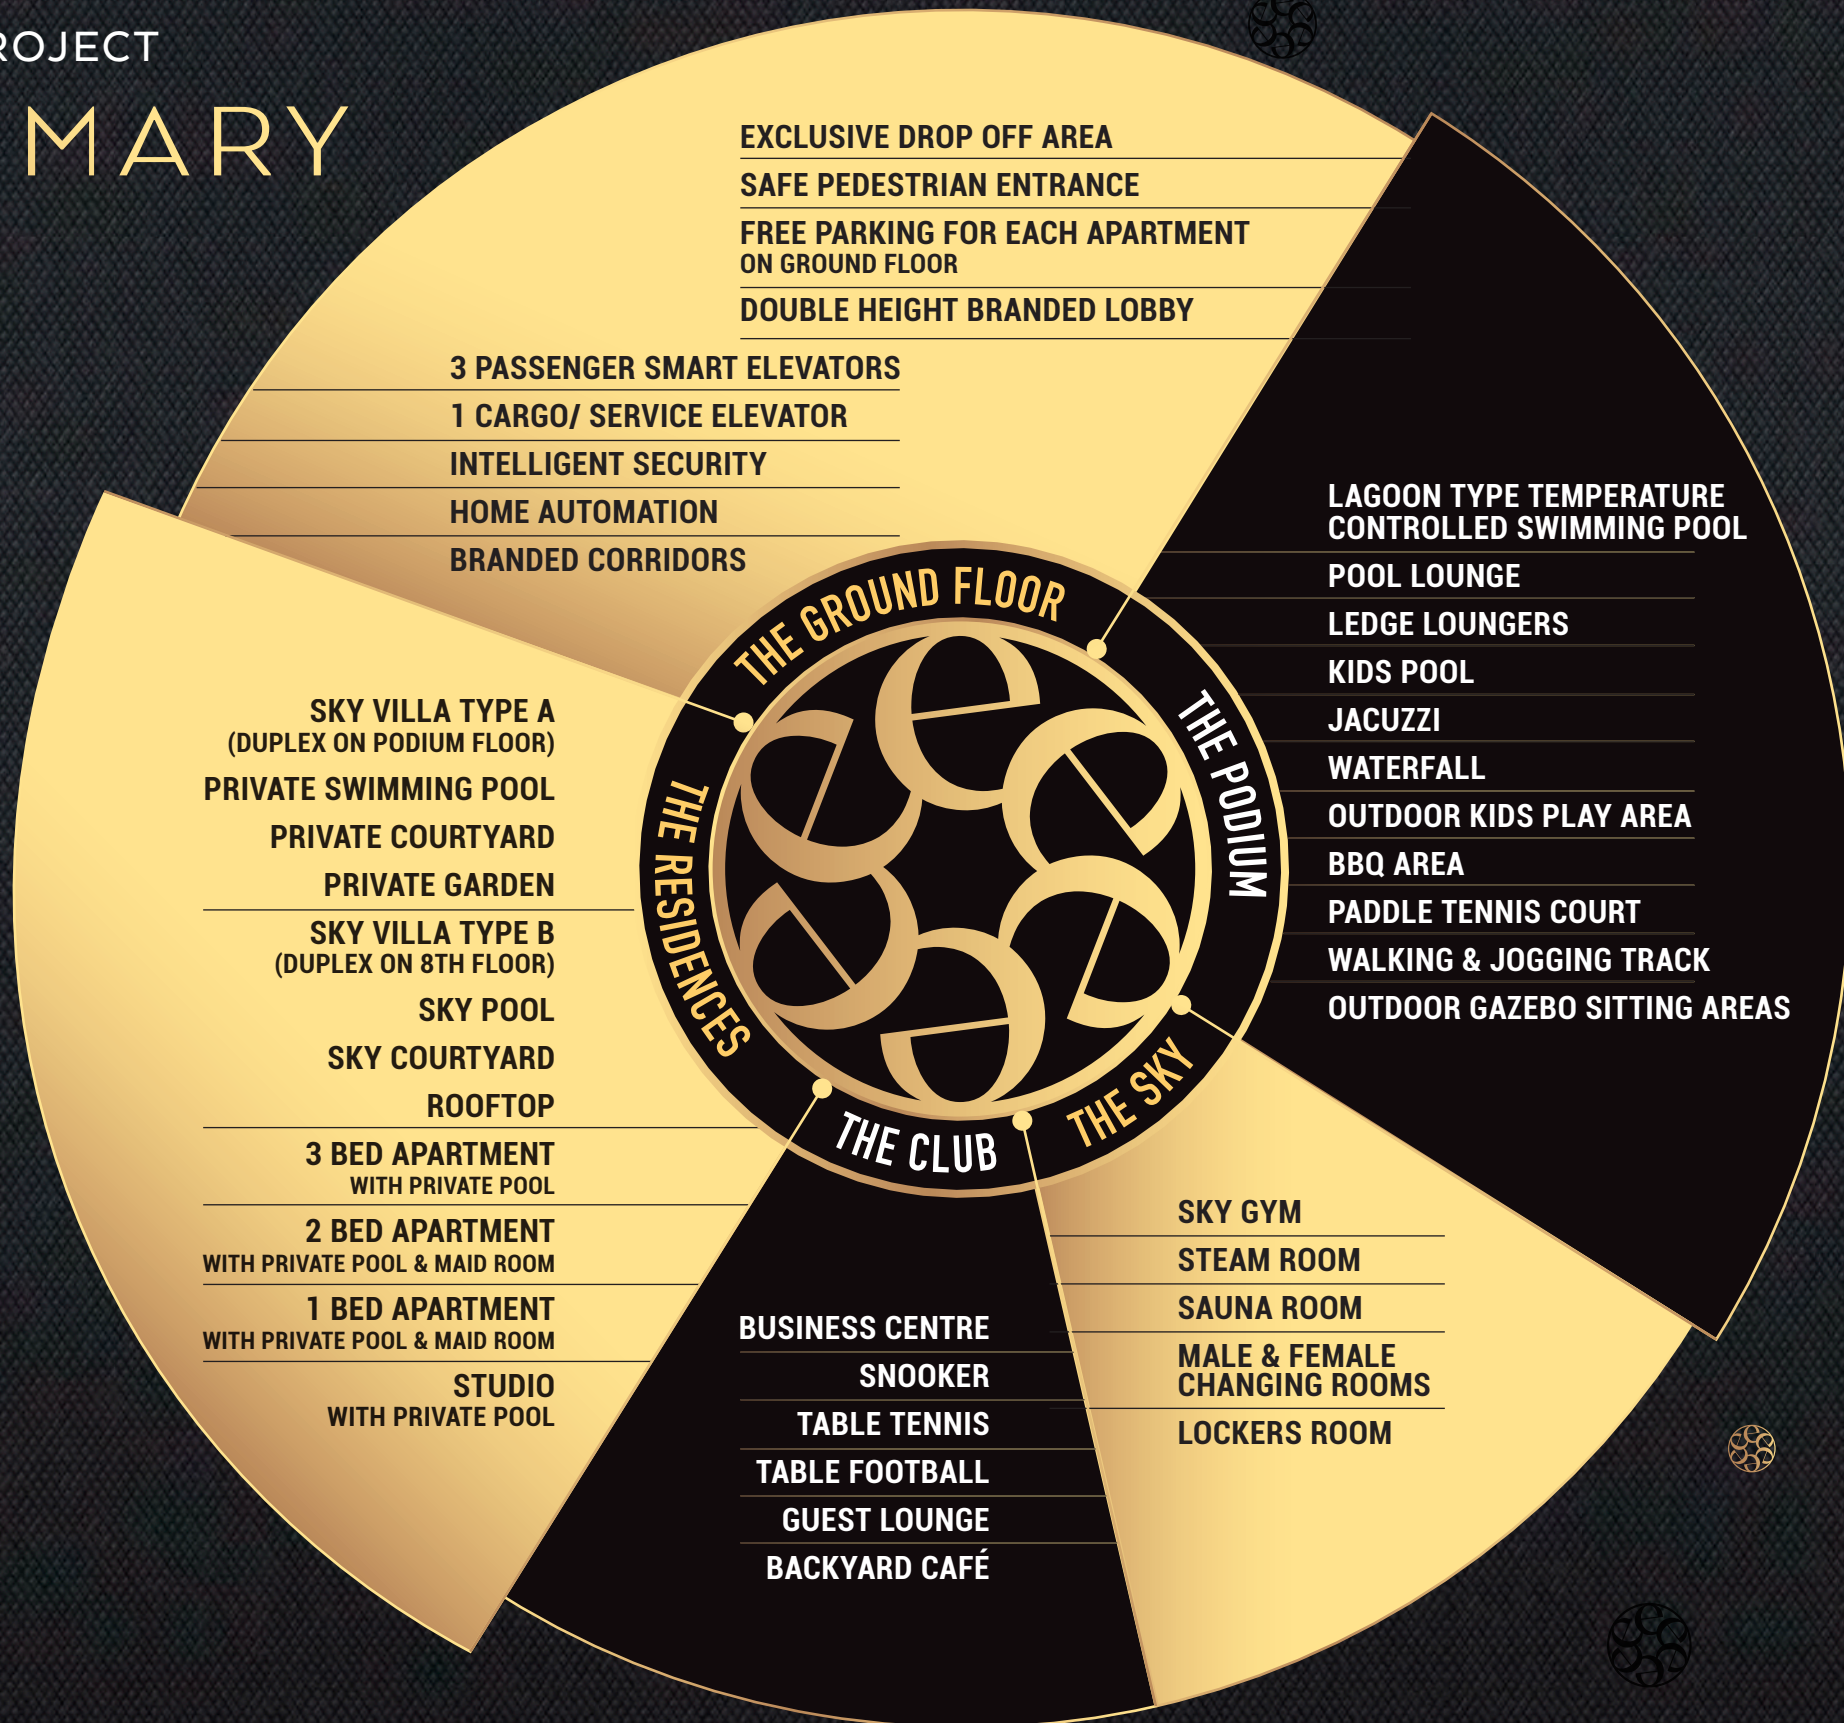 ROJECT
MARY
EXCLUSIVE DROP OFF AREA
SAFE PEDESTRIAN ENTRANCE
FREE PARKING FOR EACH APARTMENT
ON GROUND FLOOR
DOUBLE HEIGHT BRANDED LOBBY
3 PASSENGER SMART ELEVATORS
1 CARGO/ SERVICE ELEVATOR
INTELLIGENT SECURITY
HOME AUTOMATION
BRANDED CORRIDORS
THE GROUND FLOOR
THE PODIUM
LAGOON TYPE TEMPERATURE
CONTROLLED SWIMMING POOL
POOL LOUNGE
LEDGE LOUNGERS
KIDS POOL
JACUZZI
WATERFALL
OUTDOOR KIDS PLAY AREA
BBQ AREA
PADDLE TENNIS COURT
WALKING & JOGGING TRACK
OUTDOOR GAZEBO SITTING AREAS
THE SKY
SKY GYM
STEAM ROOM
SAUNA ROOM
MALE & FEMALE
CHANGING ROOMS
LOCKERS ROOM
THE CLUB
BUSINESS CENTRE
SNOOKER
TABLE TENNIS
TABLE FOOTBALL
GUEST LOUNGE
BACKYARD CAFÉ
THE RESIDENCES
SKY VILLA TYPE A
(DUPLEX ON PODIUM FLOOR)
PRIVATE SWIMMING POOL
PRIVATE COURTYARD
PRIVATE GARDEN
SKY VILLA TYPE B
(DUPLEX ON 8TH FLOOR)
SKY POOL
SKY COURTYARD
ROOFTOP
3 BED APARTMENT
WITH PRIVATE POOL
2 BED APARTMENT
WITH PRIVATE POOL & MAID ROOM
1 BED APARTMENT
WITH PRIVATE POOL & MAID ROOM
STUDIO
WITH PRIVATE POOL